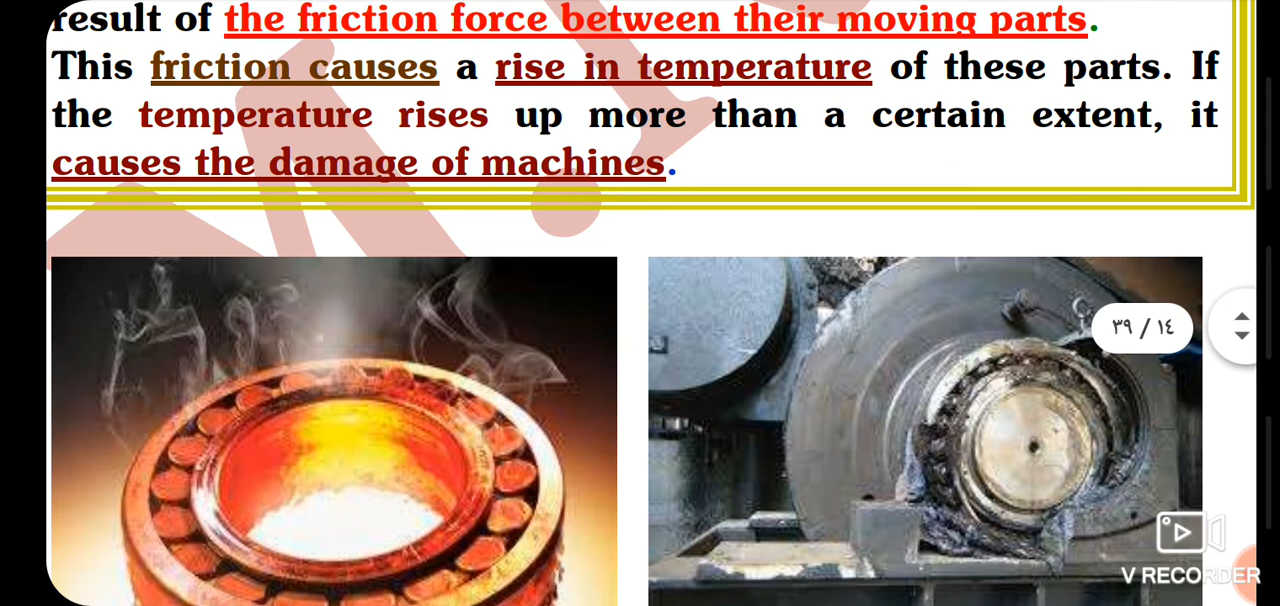 result of the friction force between their moving parts.
This friction causes a rise in temperature of these parts. If
the temperature rises up more than a certain extent, it
causes the damage of machines.
٣٩ / ١٤
V RECORDER